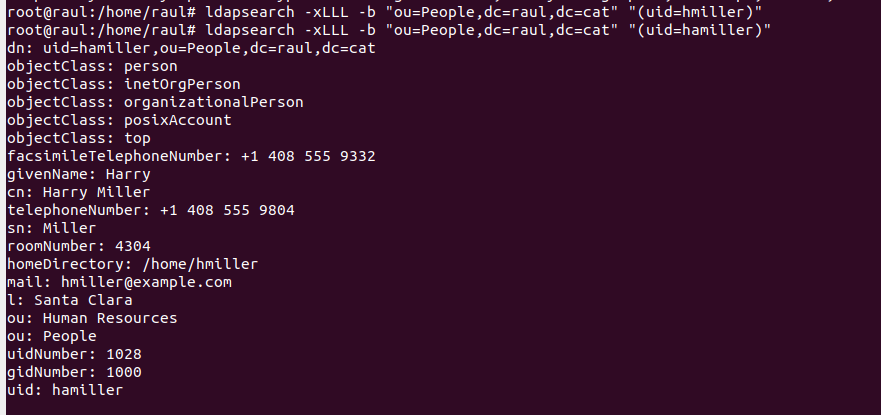 root@raul:/home/raul# ldapsearch -xLLL -b "ou=People,dc=raul,dc=cat" "(uid=hmiller)"
root@raul:/home/raul# ldapsearch -xLLL -b "ou=People,dc=raul,dc=cat" "(uid=hamiller)"
dn: uid=hamiller,ou=People,dc=raul,dc=cat
objectClass: person
objectClass: inetOrgPerson
objectClass: organizationalPerson
objectClass: posixAccount
objectClass: top
facsimileTelephoneNumber: +1 408 555 9332
givenName: Harry
cn: Harry Miller
telephoneNumber: +1 408 555 9804
sn: Miller
roomNumber: 4304
homeDirectory: /home/hmiller
mail: hmiller@example.com
l: Santa Clara
ou: Human Resources
ou: People
uidNumber: 1028
gidNumber: 1000
uid: hamiller